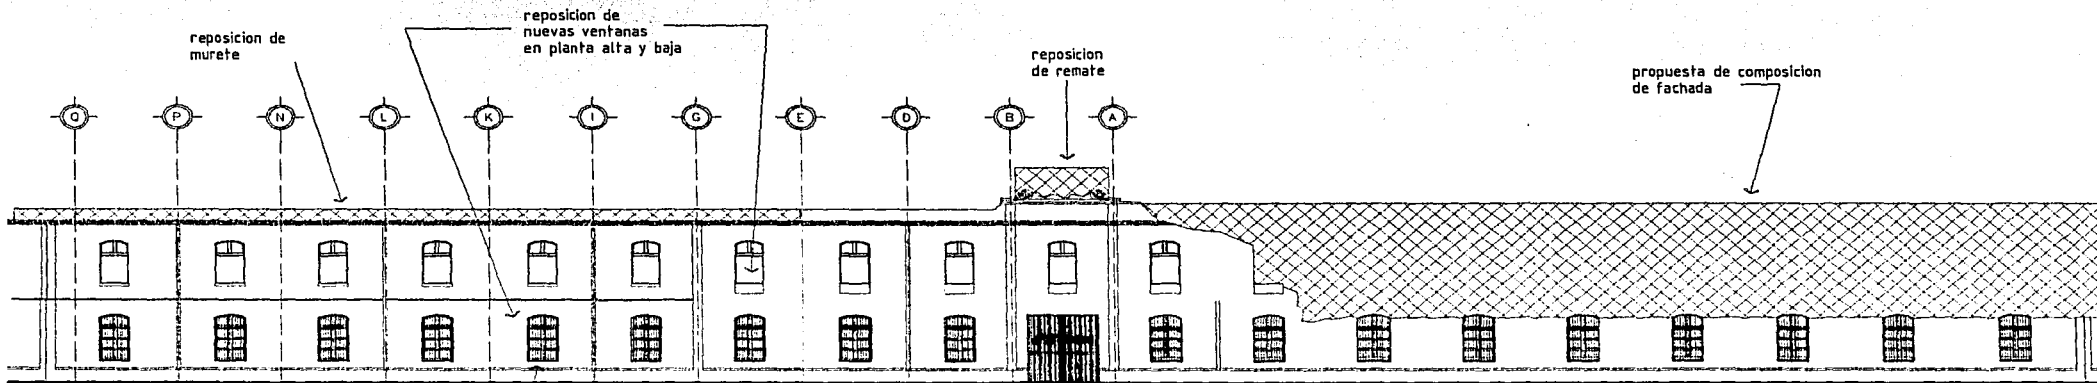 reposicion de
murete
reposicion de
nuevas ventanas
en planta alta y baja
reposicion
de remate
propuesta de composicion
de fachada
Q
P
N
L
K
I
G
E
D
B
A